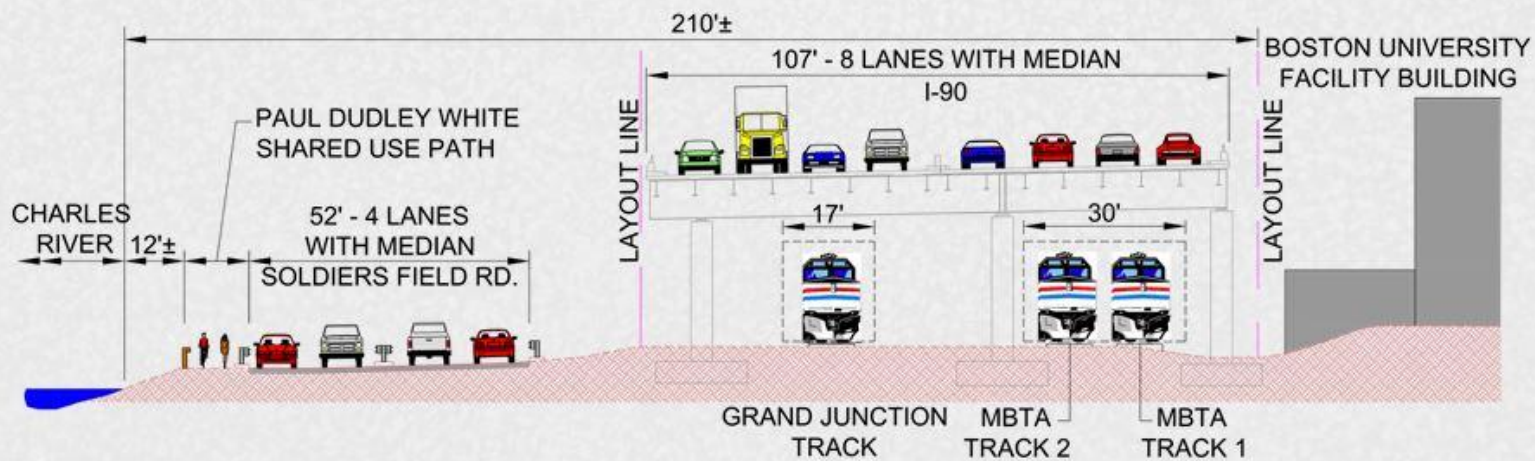 210'±
107' - 8 LANES WITH MEDIAN
I-90
BOSTON UNIVERSITY
FACILITY BUILDING
PAUL DUDLEY WHITE
SHARED USE PATH
LAYOUT LINE
LAYOUT LINE
CHARLES
RIVER
12'±
52' - 4 LANES
WITH MEDIAN
SOLDIERS FIELD RD.
17'
30'
GRAND JUNCTION
TRACK
MBTA
TRACK 2
MBTA
TRACK 1